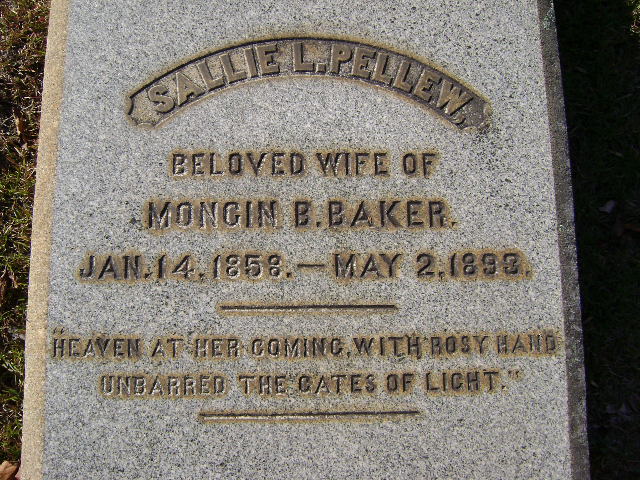 SALLIE L. PELLEW
BELOVED WIFE OF
MONGIN B. BAKER.
JAN. 14. 1858. — MAY 2, 1893.
"HEAVEN AT HER COMING, WITH ROSY HAND
UNBARRED THE GATES OF LIGHT."